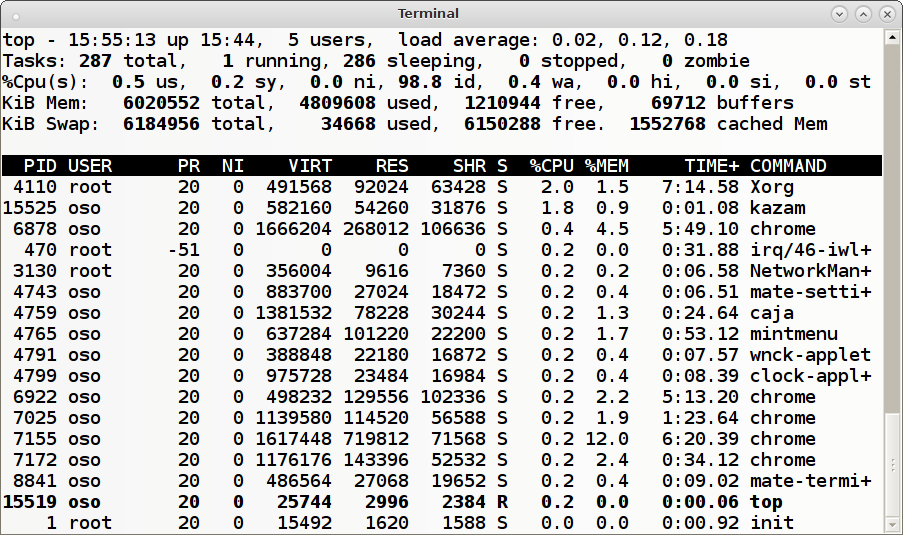 Terminal
top - 15:55:13 up 15:44,  5 users,  load average: 0.02, 0.12, 0.18
Tasks: 287 total,   1 running, 286 sleeping,   0 stopped,   0 zombie
%Cpu(s):  0.5 us,  0.2 sy,  0.0 ni, 98.8 id,  0.4 wa,  0.0 hi,  0.0 si,  0.0 st
KiB Mem:   6020552 total,  4809608 used,  1210944 free,    69712 buffers
KiB Swap:  6184956 total,    34668 used,  6150288 free.  1552768 cached Mem
  PID USER      PR  NI    VIRT    RES    SHR S  %CPU %MEM     TIME+ COMMAND
 4110 root      20   0  491568  92024  63428 S   2.0  1.5   7:14.58 Xorg
15525 oso       20   0  582160  54260  31876 S   1.8  0.9   0:01.08 kazam
 6878 oso       20   0 1666204 268012 106636 S   0.4  4.5   5:49.10 chrome
  470 root     -51   0       0      0      0 S   0.2  0.0   0:31.88 irq/46-iwl+
 3130 root      20   0  356004   9616   7360 S   0.2  0.2   0:06.58 NetworkMan+
 4743 oso       20   0  883700  27024  18472 S   0.2  0.4   0:06.51 mate-setti+
 4759 oso       20   0 1381532  78228  30244 S   0.2  1.3   0:24.64 caja
 4765 oso       20   0  637284 101220  22200 S   0.2  1.7   0:53.12 mintmenu
 4791 oso       20   0  388848  22180  16872 S   0.2  0.4   0:07.57 wnck-applet
 4799 oso       20   0  975728  23484  16984 S   0.2  0.4   0:08.39 clock-appl+
 6922 oso       20   0  498232 129556 102336 S   0.2  2.2   5:13.20 chrome
 7025 oso       20   0 1139580 114520  56588 S   0.2  1.9   1:23.64 chrome
 7155 oso       20   0 1617448 719812  71568 S   0.2 12.0   6:20.39 chrome
 7172 oso       20   0 1176176 143396  52532 S   0.2  2.4   0:34.12 chrome
 8841 oso       20   0  486564  27068  19652 S   0.2  0.4   0:09.02 mate-termi+
15519 oso       20   0   25744   2996   2384 R   0.2  0.0   0:00.06 top
    1 root      20   0   15492   1620   1588 S   0.0  0.0   0:00.92 init